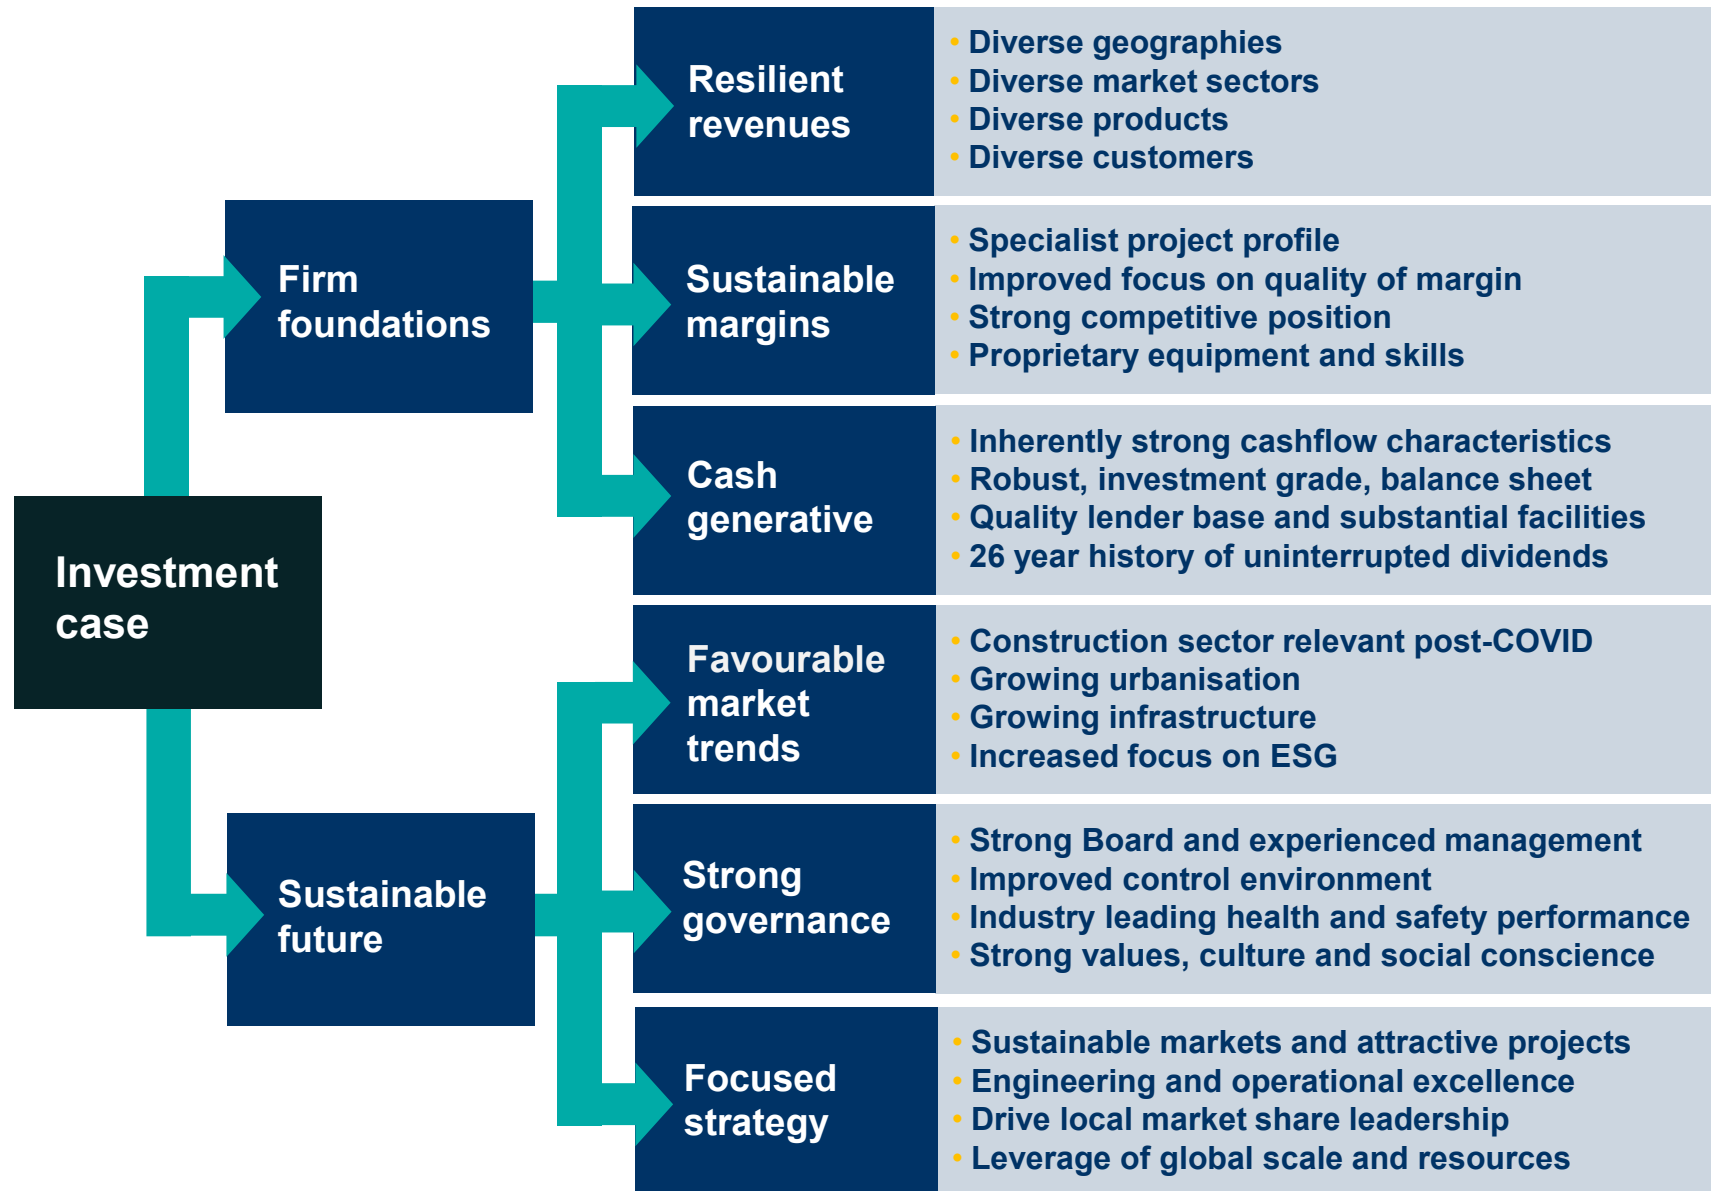 Investment
case
Firm
foundations
Resilient
revenues
• Diverse geographies
• Diverse market sectors
• Diverse products
• Diverse customers
Sustainable
margins
• Specialist project profile
• Improved focus on quality of margin
• Strong competitive position
• Proprietary equipment and skills
Cash
generative
• Inherently strong cashflow characteristics
• Robust, investment grade, balance sheet
• Quality lender base and substantial facilities
• 26 year history of uninterrupted dividends
Sustainable
future
Favourable
market
trends
• Construction sector relevant post-COVID
• Growing urbanisation
• Growing infrastructure
• Increased focus on ESG
Strong
governance
• Strong Board and experienced management
• Improved control environment
• Industry leading health and safety performance
• Strong values, culture and social conscience
Focused
strategy
• Sustainable markets and attractive projects
• Engineering and operational excellence
• Drive local market share leadership
• Leverage of global scale and resources